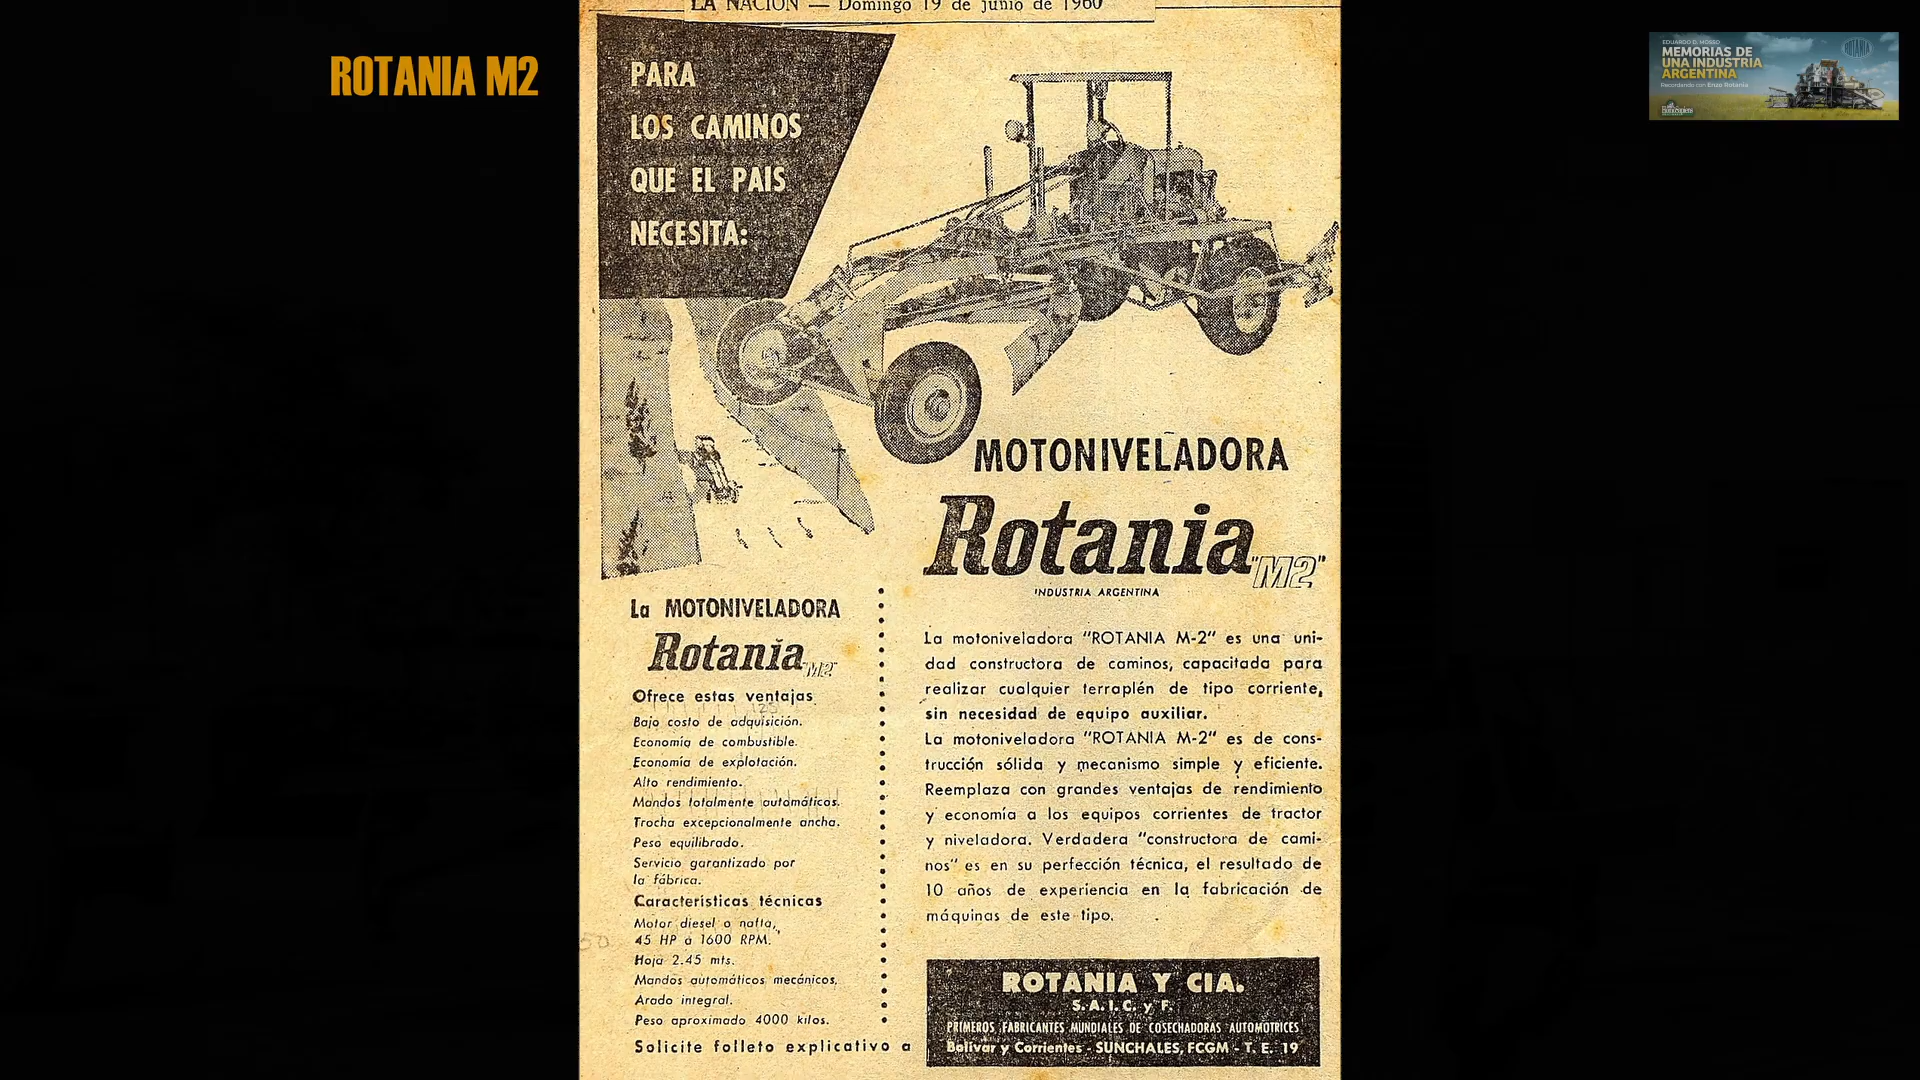 LA NACION — Domingo 19 de junio de 1960
ROTANIA M2
EDUARDO D. MOSSO
MEMORIAS DE
UNA INDUSTRIA
ARGENTINA
Recordando con Enzo Rotania
ROTANIA
PARA
LOS CAMINOS
QUE EL PAIS
NECESITA:
MOTONIVELADORA
Rotania "M2"
INDUSTRIA ARGENTINA
La MOTONIVELADORA
Rotania "M2"
Ofrece estas ventajas
Bajo costo de adquisición.
Economía de combustible.
Economía de explotación.
Alto rendimiento.
Mandos totalmente automáticos.
Trocha excepcionalmente ancha.
Peso equilibrado.
Servicio garantizado por
la fábrica.
Características técnicas
Motor diesel o nafta,
45 HP a 1600 RPM.
Hoja 2.45 mts.
Mandos automáticos mecánicos.
Arado integral.
Peso aproximado 4000 kilos.
Solicite folleto explicativo a
La motoniveladora "ROTANIA M-2" es una uni-
dad constructora de caminos, capacitada para
realizar cualquier terraplén de tipo corriente,
sin necesidad de equipo auxiliar.
La motoniveladora "ROTANIA M-2" es de cons-
trucción sólida y mecanismo simple y eficiente.
Reemplaza con grandes ventajas de rendimiento
y economía a los equipos corrientes de tractor
y niveladora. Verdadera "constructora de cami-
nos" es en su perfección técnica, el resultado de
10 años de experiencia en la fabricación de
máquinas de este tipo.
ROTANIA Y CIA.
S. A. I. C. y F.
PRIMEROS FABRICANTES MUNDIALES DE COSECHADORAS AUTOMOTRICES
Bolívar y Corrientes - SUNCHALES, FCGM - T. E. 19